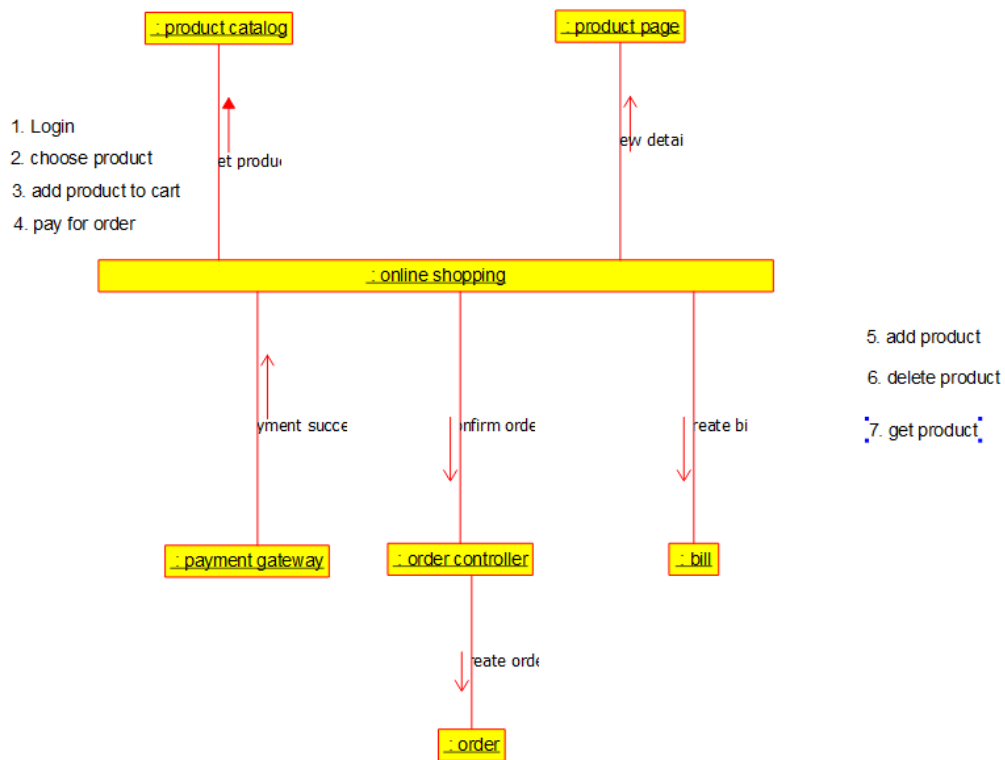 : product catalog
: product page
1. Login
2. choose product
3. add product to cart
4. pay for order
et produc
ew detai
: online shopping
5. add product
6. delete product
7. get product
yment succe
onfirm orde
reate bi
: payment gateway
: order controller
: bill
reate orde
: order